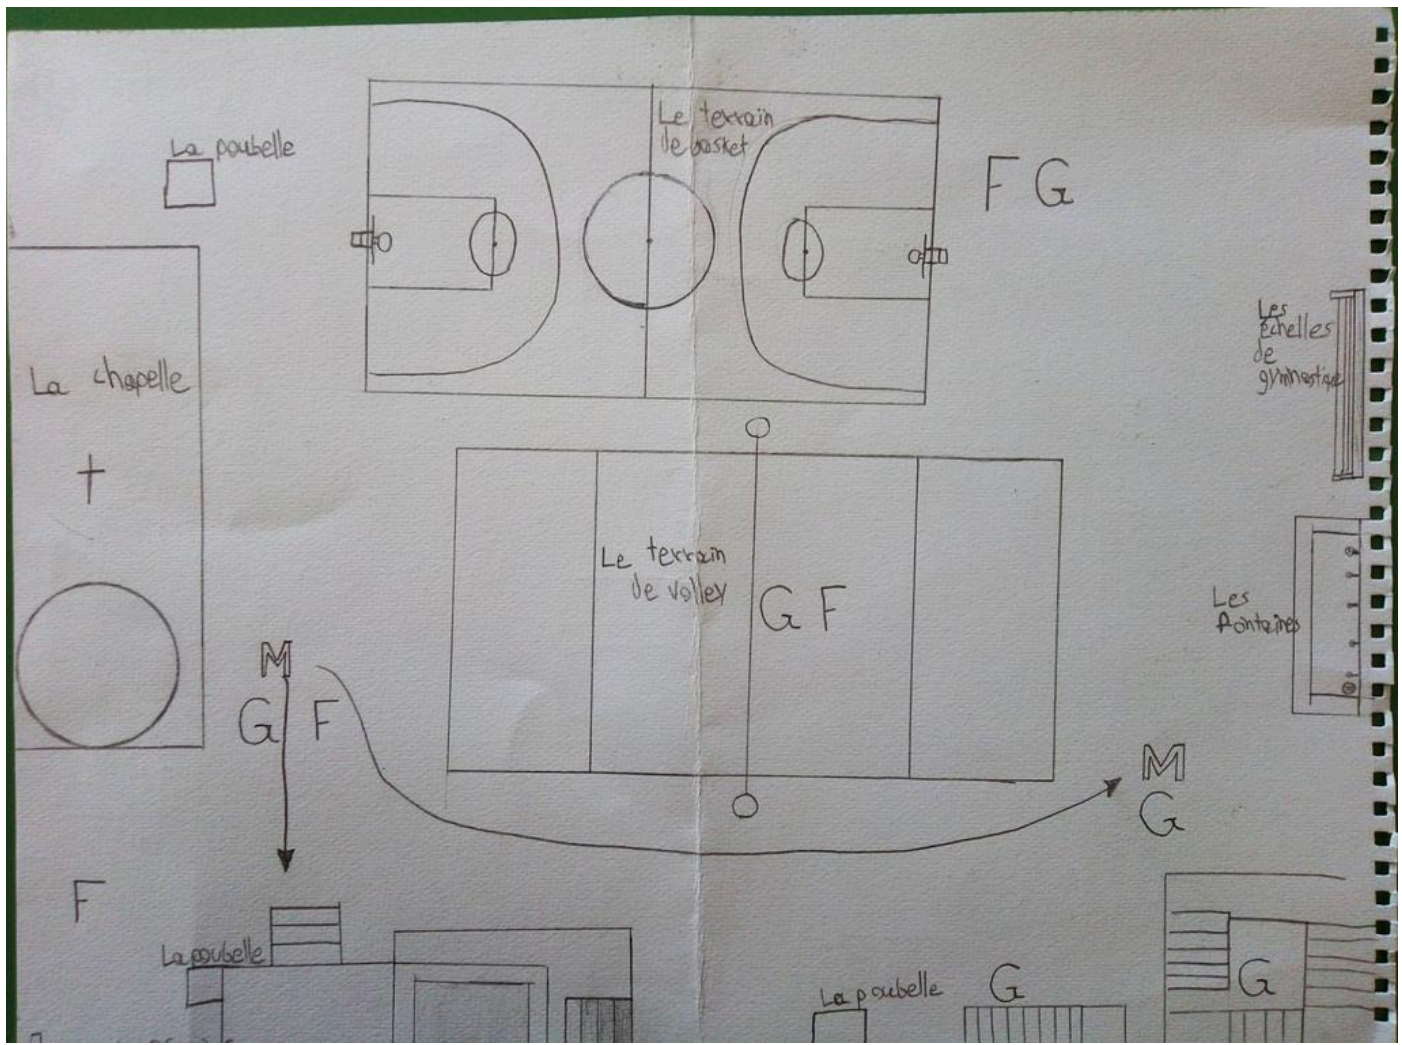 La poubelle
Le terrain
de basket
F G
Les
échelles
de
gymnastique
La chapelle
Le terrain
de volley
G F
Les
fontaines
M
G F
M
G
F
La poubelle
La poubelle
G
G